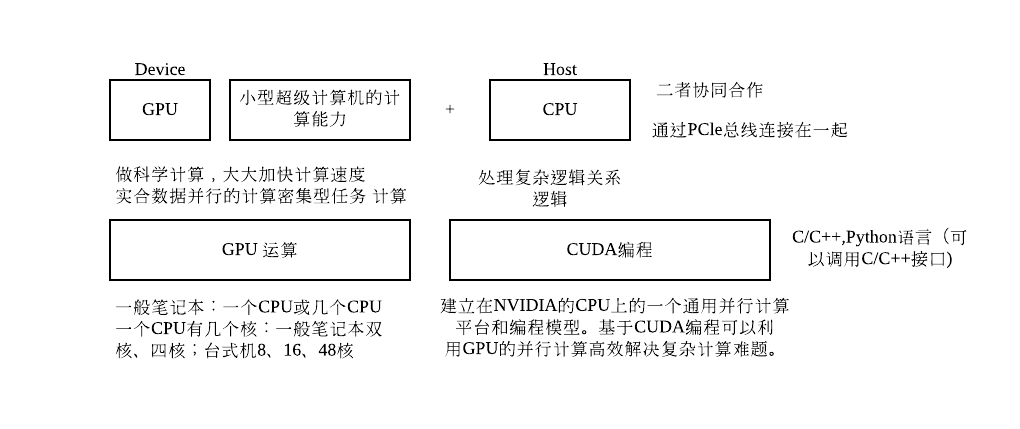 Device
Host
GPU
小型超级计算机的计
算能力
+
CPU
二者协同合作
通过PCle总线连接在一起
做科学计算，大大加快计算速度
实合数据并行的计算密集型任务 计算
处理复杂逻辑关系
逻辑
GPU 运算
CUDA编程
C/C++,Python语言（可
以调用C/C++接口)
一般笔记本：一个CPU或几个CPU
一个CPU有几个核：一般笔记本双
核、四核；台式机8、16、48核
建立在NVIDIA的CPU上的一个通用并行计算
平台和编程模型。基于CUDA编程可以利
用GPU的并行计算高效解决复杂计算难题。